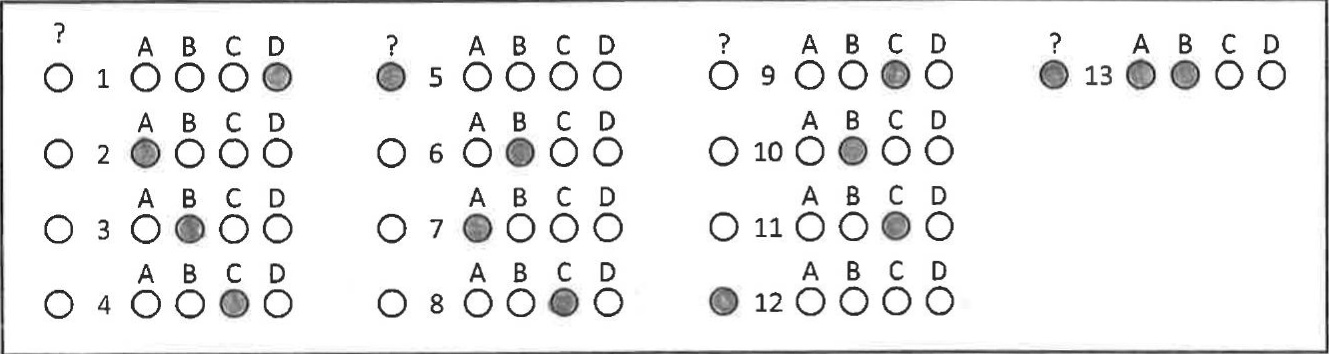 ? A B C D ? A B C D ? A B C D ? A B C D
1 5 9 13
A B C D A B C D A B C D
2 6 10
A B C D A B C D A B C D
3 7 11
A B C D A B C D A B C D
4 8 12